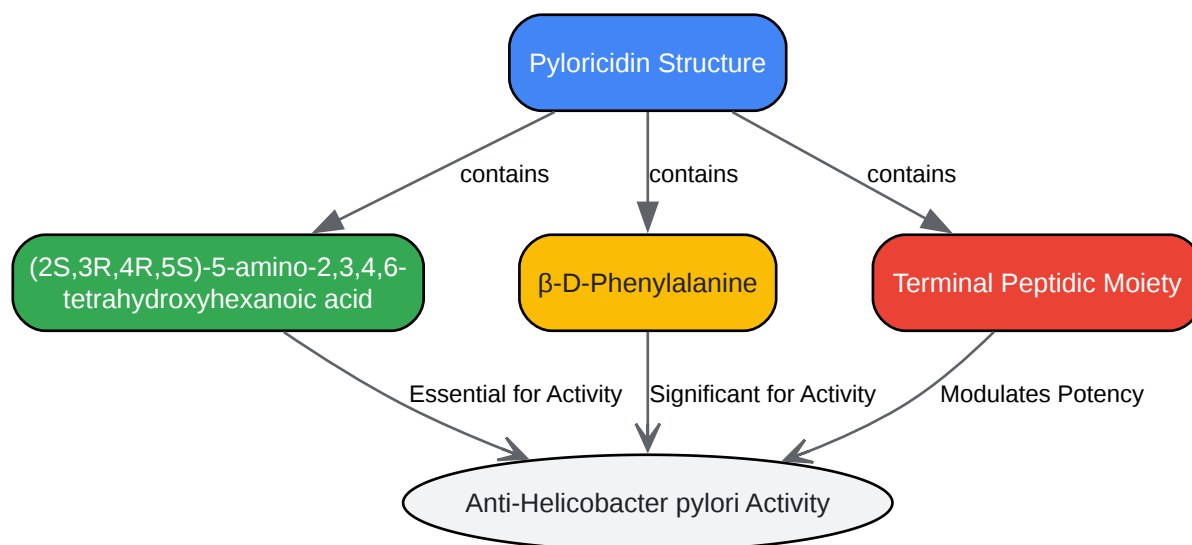 Pyloricidin Structure
contains
contains
contains
(2S,3R,4R,5S)-5-amino-2,3,4,6-
tetrahydroxyhexanoic acid
β-D-Phenylalanine
Terminal Peptidic Moiety
Essential for Activity
Significant for Activity
Modulates Potency
Anti-Helicobacter pylori Activity